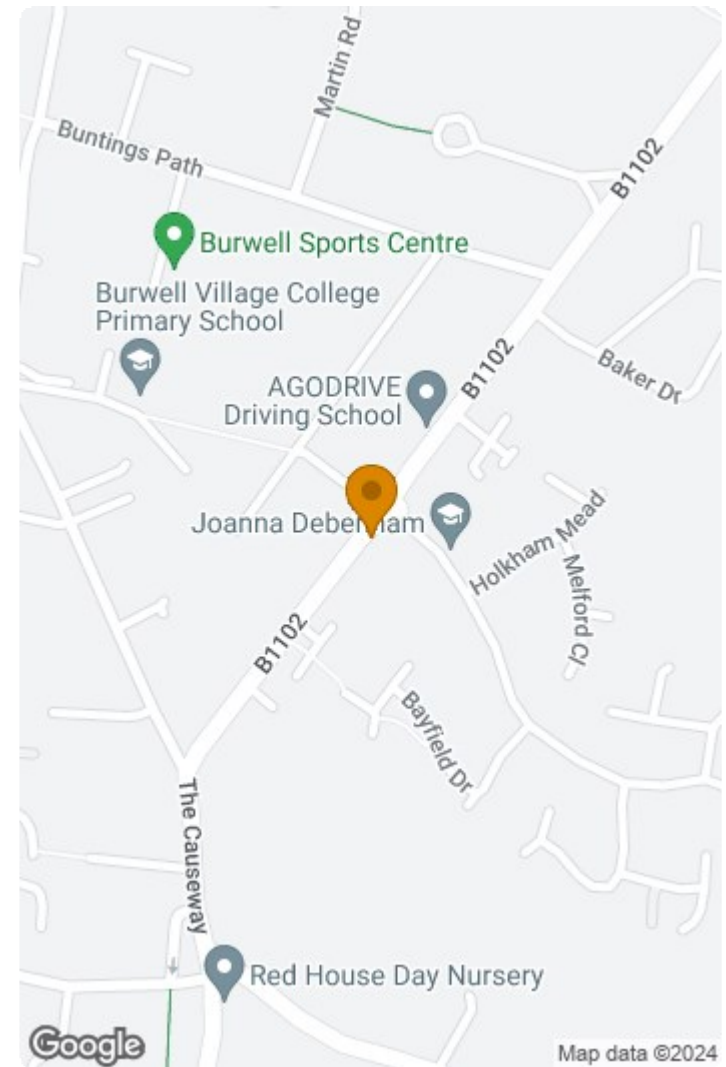 Martin Rd
Buntings Path
B1102
Burwell Sports Centre
Burwell Village College
Primary School
B1102
Baker Dr
AGODRIVE
Driving School
Joanna Debenham
Holkham Mead
Melford Cl
B1102
Bayfield Dr
The Causeway
Red House Day Nursery
Google
Map data ©2024